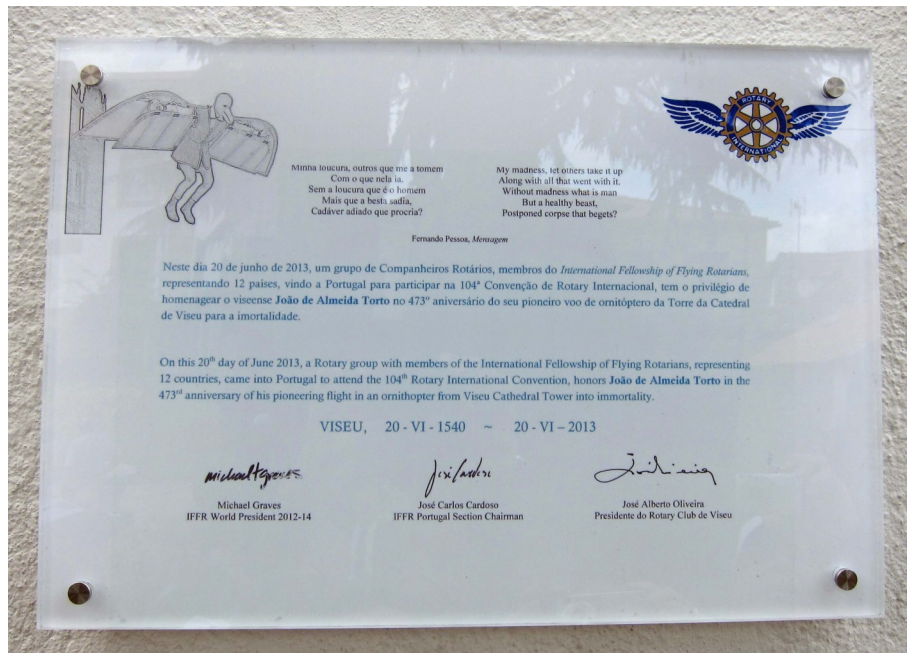 ROTARY
INTERNATIONAL
Minha loucura, outros que me a tomem
Com o que nela ia.
Sem a loucura que é o homem
Mais que a besta sadia,
Cadáver adiado que procria?
My madness, let others take it up
Along with all that went with it.
Without madness what is man
But a healthy beast,
Postponed corpse that begets?
Fernando Pessoa, Mensagem
Neste dia 20 de junho de 2013, um grupo de Companheiros Rotários, membros do International Fellowship of Flying Rotarians,
representando 12 países, vindo a Portugal para participar na 104ª Convenção de Rotary Internacional, tem o privilégio de
homenagear o viseense João de Almeida Torto no 473º aniversário do seu pioneiro voo de ornitóptero da Torre da Catedral
de Viseu para a imortalidade.
On this 20th day of June 2013, a Rotary group with members of the International Fellowship of Flying Rotarians, representing
12 countries, came into Portugal to attend the 104th Rotary International Convention, honors João de Almeida Torto in the
473rd anniversary of his pioneering flight in an ornithopter from Viseu Cathedral Tower into immortality.
VISEU, 20 - VI - 1540 ~ 20 - VI – 2013
Michael Graves
IFFR World President 2012-14
José Carlos Cardoso
IFFR Portugal Section Chairman
José Alberto Oliveira
Presidente do Rotary Club de Viseu